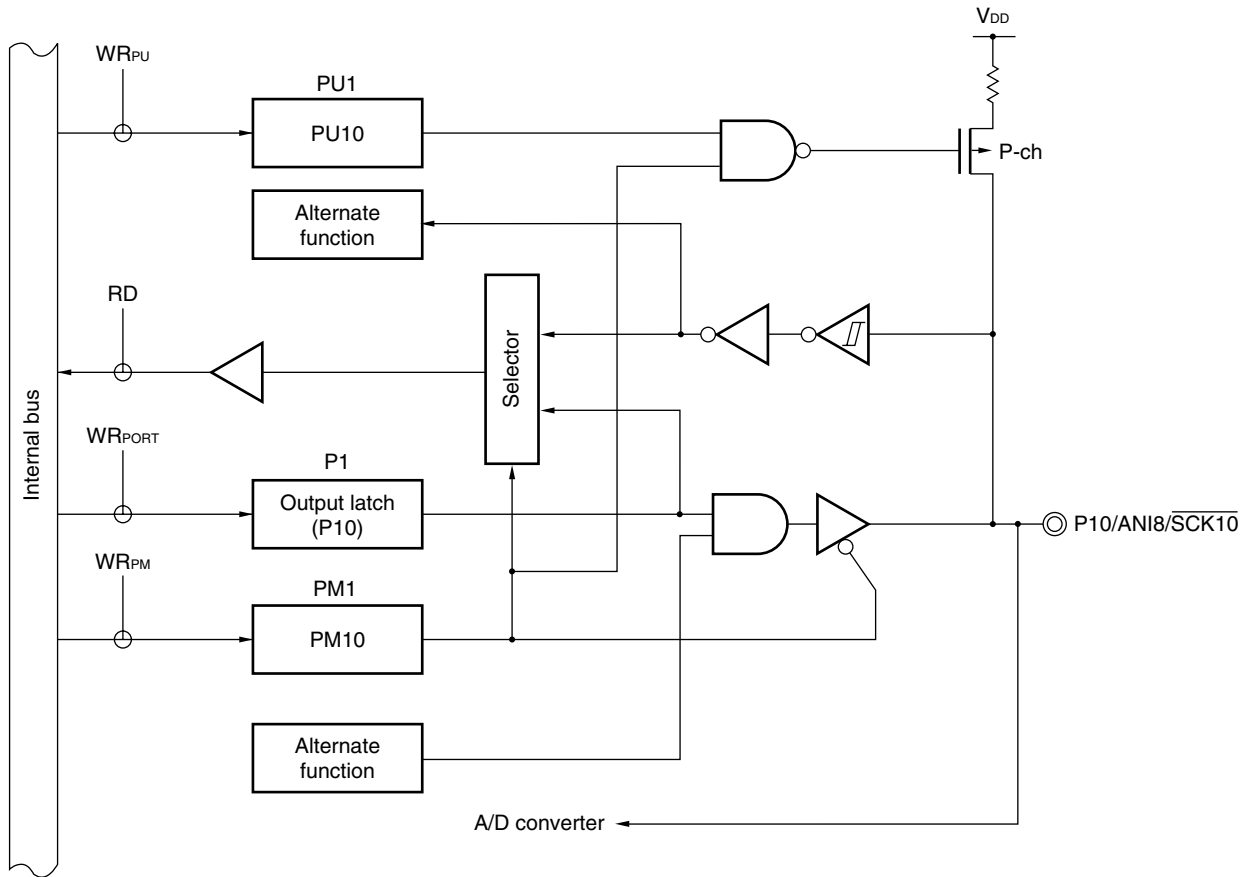 VDD
WRPU
PU1
PU10
P-ch
Alternate
function
RD
Selector
Internal bus
WRPORT
P1
Output latch
(P10)
P10/ANI8/SCK10
WRPM
PM1
PM10
Alternate
function
A/D converter